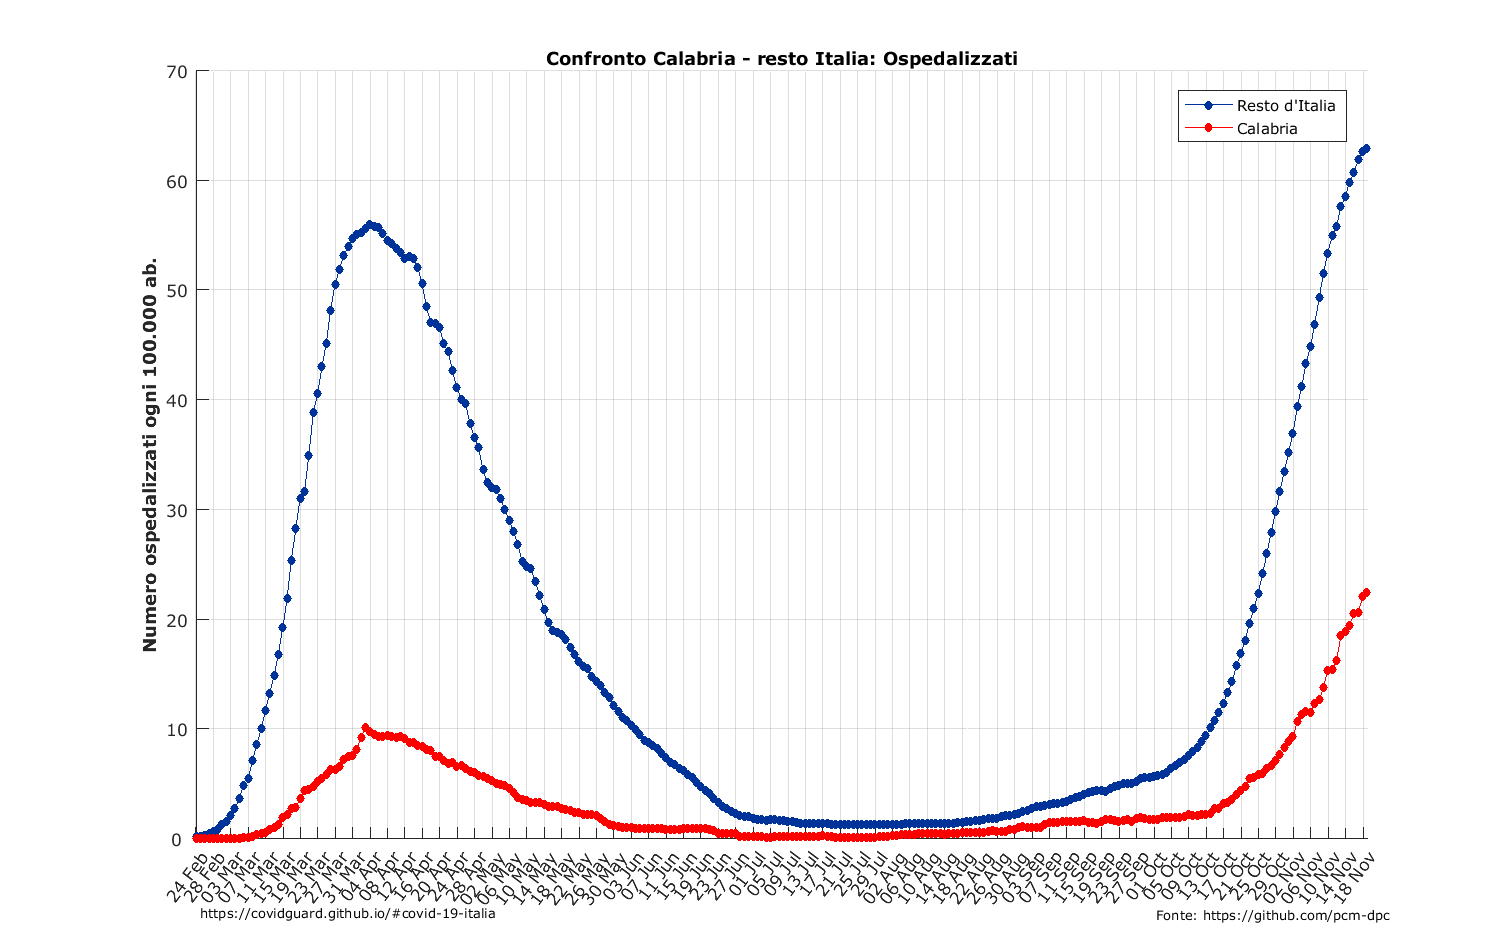 Confronto Calabria - resto Italia: Ospedalizzati
Resto d'Italia
Calabria
Numero ospedalizzati ogni 100.000 ab.
70
60
50
40
30
20
10
0
24 Feb
28 Feb
03 Mar
07 Mar
11 Mar
15 Mar
19 Mar
23 Mar
27 Mar
31 Mar
04 Apr
08 Apr
12 Apr
16 Apr
20 Apr
24 Apr
28 Apr
02 May
06 May
10 May
14 May
18 May
22 May
26 May
30 May
03 Jun
07 Jun
11 Jun
15 Jun
19 Jun
23 Jun
27 Jun
01 Jul
05 Jul
09 Jul
13 Jul
17 Jul
21 Jul
25 Jul
29 Jul
02 Aug
06 Aug
10 Aug
14 Aug
18 Aug
22 Aug
26 Aug
30 Aug
03 Sep
07 Sep
11 Sep
15 Sep
19 Sep
23 Sep
27 Sep
01 Oct
05 Oct
09 Oct
13 Oct
17 Oct
21 Oct
25 Oct
29 Oct
02 Nov
06 Nov
10 Nov
14 Nov
18 Nov
https://covidguard.github.io/#covid-19-italia
Fonte: https://github.com/pcm-dpc